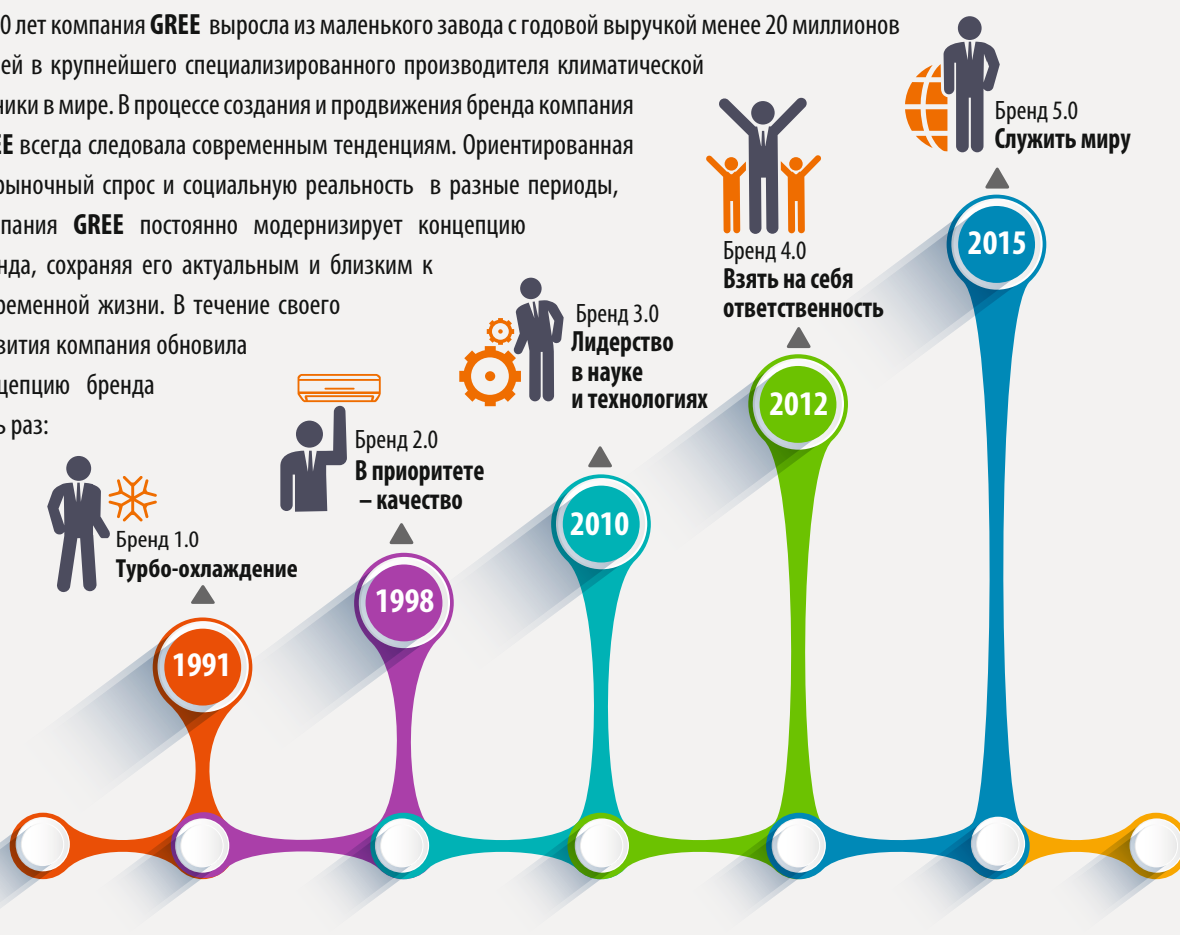 0 лет компания GREE выросла из маленького завода с годовой выручкой менее 20 миллионов
ей в крупнейшего специализированного производителя климатической
ники в мире. В процессе создания и продвижения бренда компания
EE всегда следовала современным тенденциям. Ориентированная
рыночный спрос и социальную реальность в разные периоды,
пания GREE постоянно модернизирует концепцию
нда, сохраняя его актуальным и близким к
ременной жизни. В течение своего
вития компания обновила
цепцию бренда
ь раз:
Бренд 1.0
Турбо-охлаждение
1991
Бренд 2.0
В приоритете
– качество
1998
Бренд 3.0
Лидерство
в науке
и технологиях
2010
Бренд 4.0
Взять на себя
ответственность
2012
Бренд 5.0
Служить миру
2015